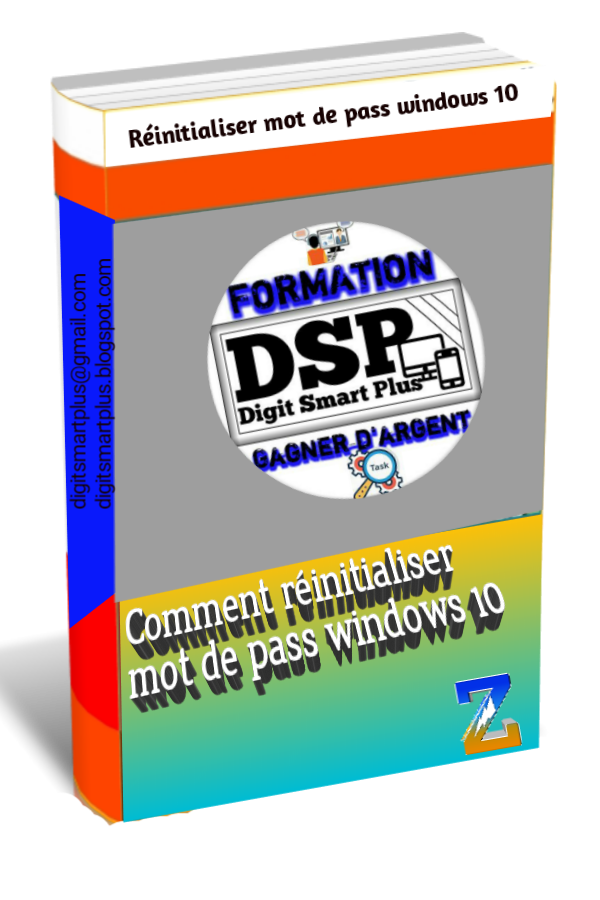 Réinitialiser mot de pass windows 10
FORMATION
DSP
Digit Smart Plus
GAGNER D'ARGENT
Task
Comment réinitialiser
mot de pass windows 10
Z
digitsmartplus@gmail.com
digitsmartplus.blogspot.com